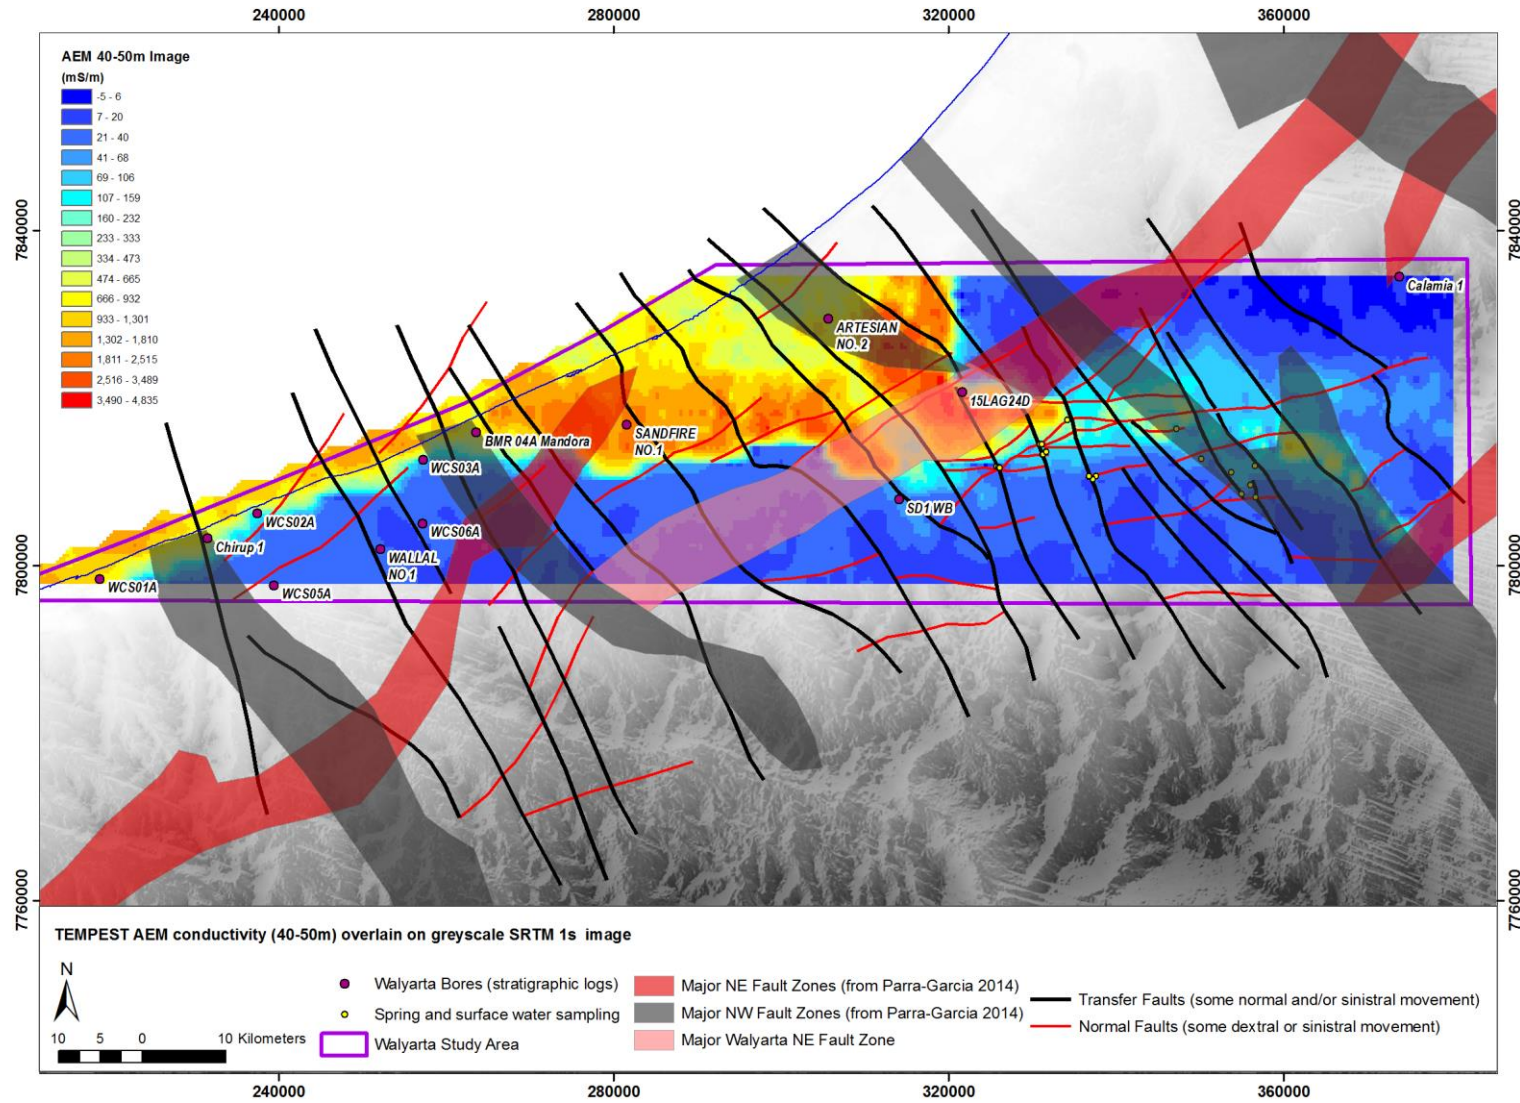 240000
280000
320000
360000
AEM 40-50m Image
(mS/m)
-5 - 6
7 - 20
21 - 40
41 - 68
69 - 106
107 - 159
160 - 232
233 - 333
334 - 473
474 - 665
666 - 932
933 - 1,301
1,302 - 1,810
1,811 - 2,515
2,516 - 3,489
3,490 - 4,835
7840000
7840000
Calamia 1
ARTESIAN
NO. 2
15LAG24D
SANDFIRE
NO.1
BMR 04A Mandora
WCS03A
SD1 WB
WCS02A
WCS06A
Chirup 1
WALLAL
NO 1
7800000
7800000
WCS01A
WCS05A
7760000
7760000
TEMPEST AEM conductivity (40-50m) overlain on greyscale SRTM 1s image
N
10 5 0 10 Kilometers
Walyarta Bores (stratigraphic logs)
Spring and surface water sampling
Walyarta Study Area
Major NE Fault Zones (from Parra-Garcia 2014)
Major NW Fault Zones (from Parra-Garcia 2014)
Major Walyarta NE Fault Zone
Transfer Faults (some normal and/or sinistral movement)
Normal Faults (some dextral or sinistral movement)
240000
280000
320000
360000